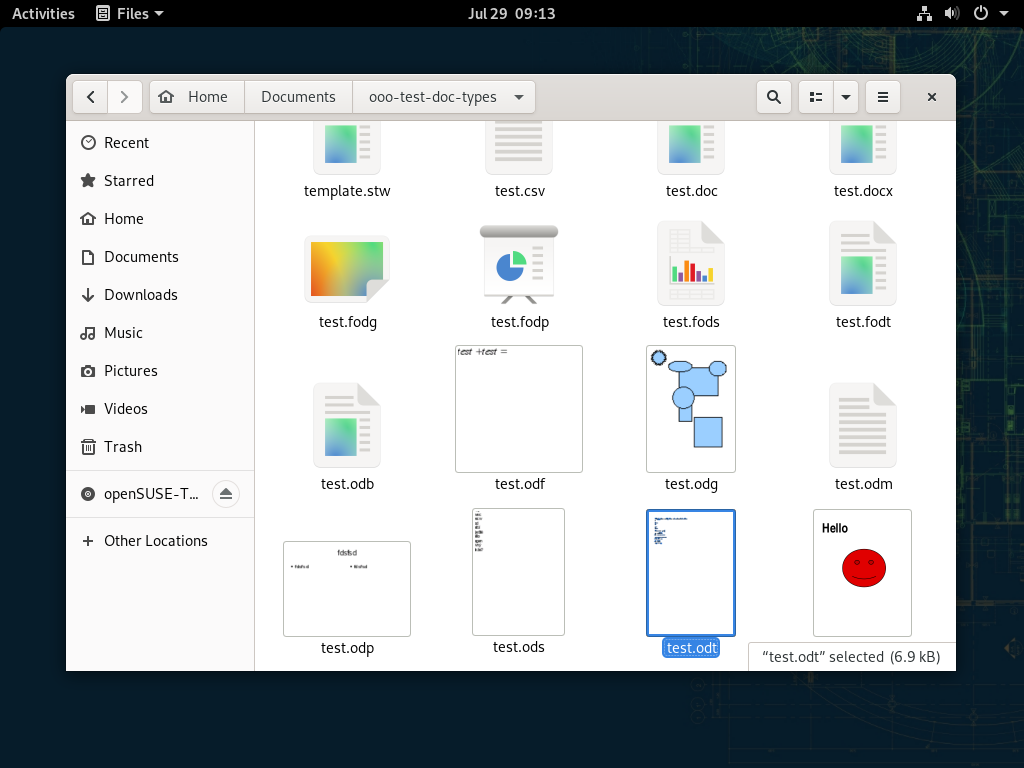 Activities Files Jul 29 09:13
Home Documents ooo-test-doc-types
Recent
Starred
Home
Documents
Downloads
Music
Pictures
Videos
Trash
openSUSE-T...
Other Locations
template.stw test.csv test.doc test.docx
test.fodg test.fodp test.fods test.fodt
test +test =
test.odb test.odf test.odg test.odm
fdsfsd
Hello
test.odp test.ods test.odt
“test.odt” selected (6.9 kB)